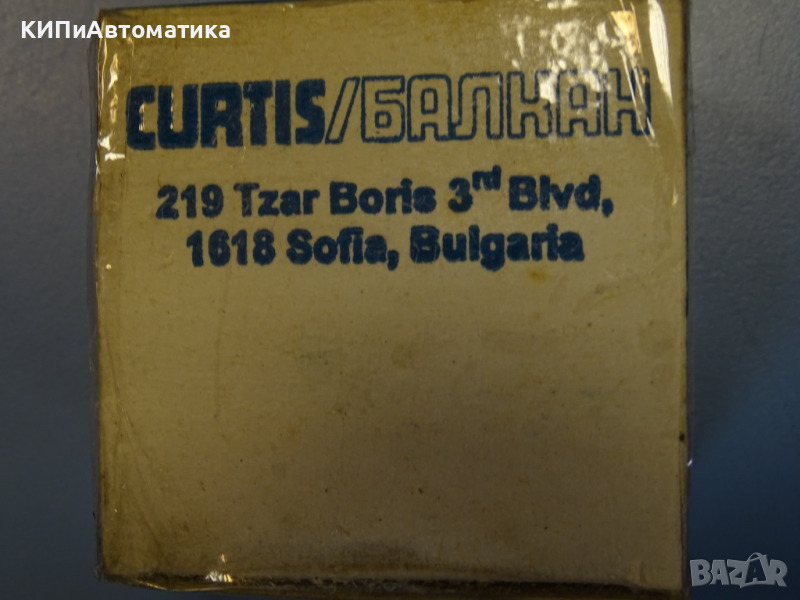 КИПиАвтоматика
CURTIS/БАЛКАН
219 Tzar Boris 3rd Blvd,
1618 Sofia, Bulgaria
BAZAR